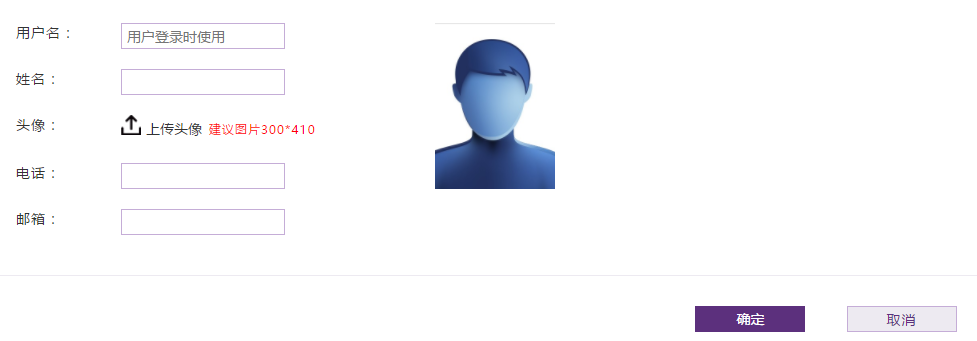 用户名：
用户登录时使用
姓名：
头像：
上传头像 建议图片300*410
电话：
邮箱：
确定
取消